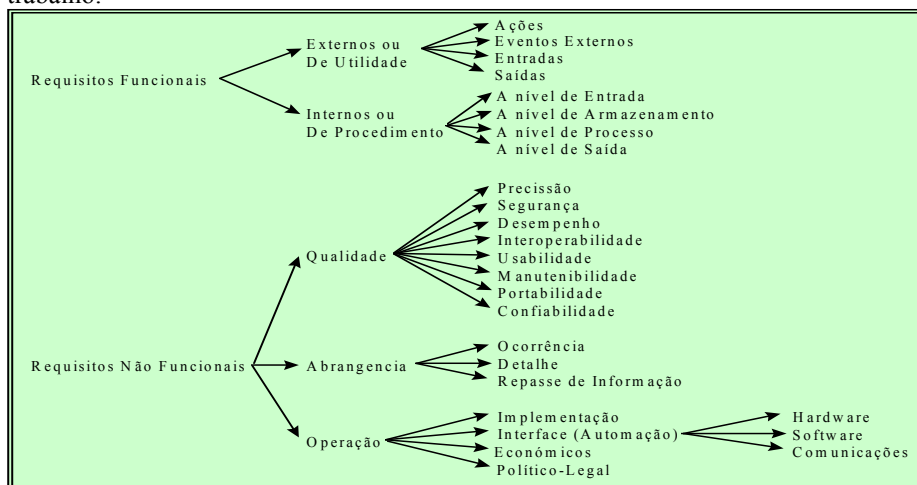 trabalho.
Externos ou
De Utilidade
Ações
Eventos Externos
Entradas
Saídas
Requisitos Funcionais
Internos ou
De Procedimento
A nível de Entrada
A nível de Armazenamento
A nível de Processo
A nível de Saída
Precissão
Segurança
Desempenho
Interoperabilidade
Qualidade
Usabilidade
Manutenibilidade
Portabilidade
Confiabilidade
Requisitos Não Funcionais
Abrangencia
Ocorrência
Detalhe
Repasse de Informação
Operação
Implementação
Interface (Automação)
Económicos
Político-Legal
Hardware
Software
Comunicações